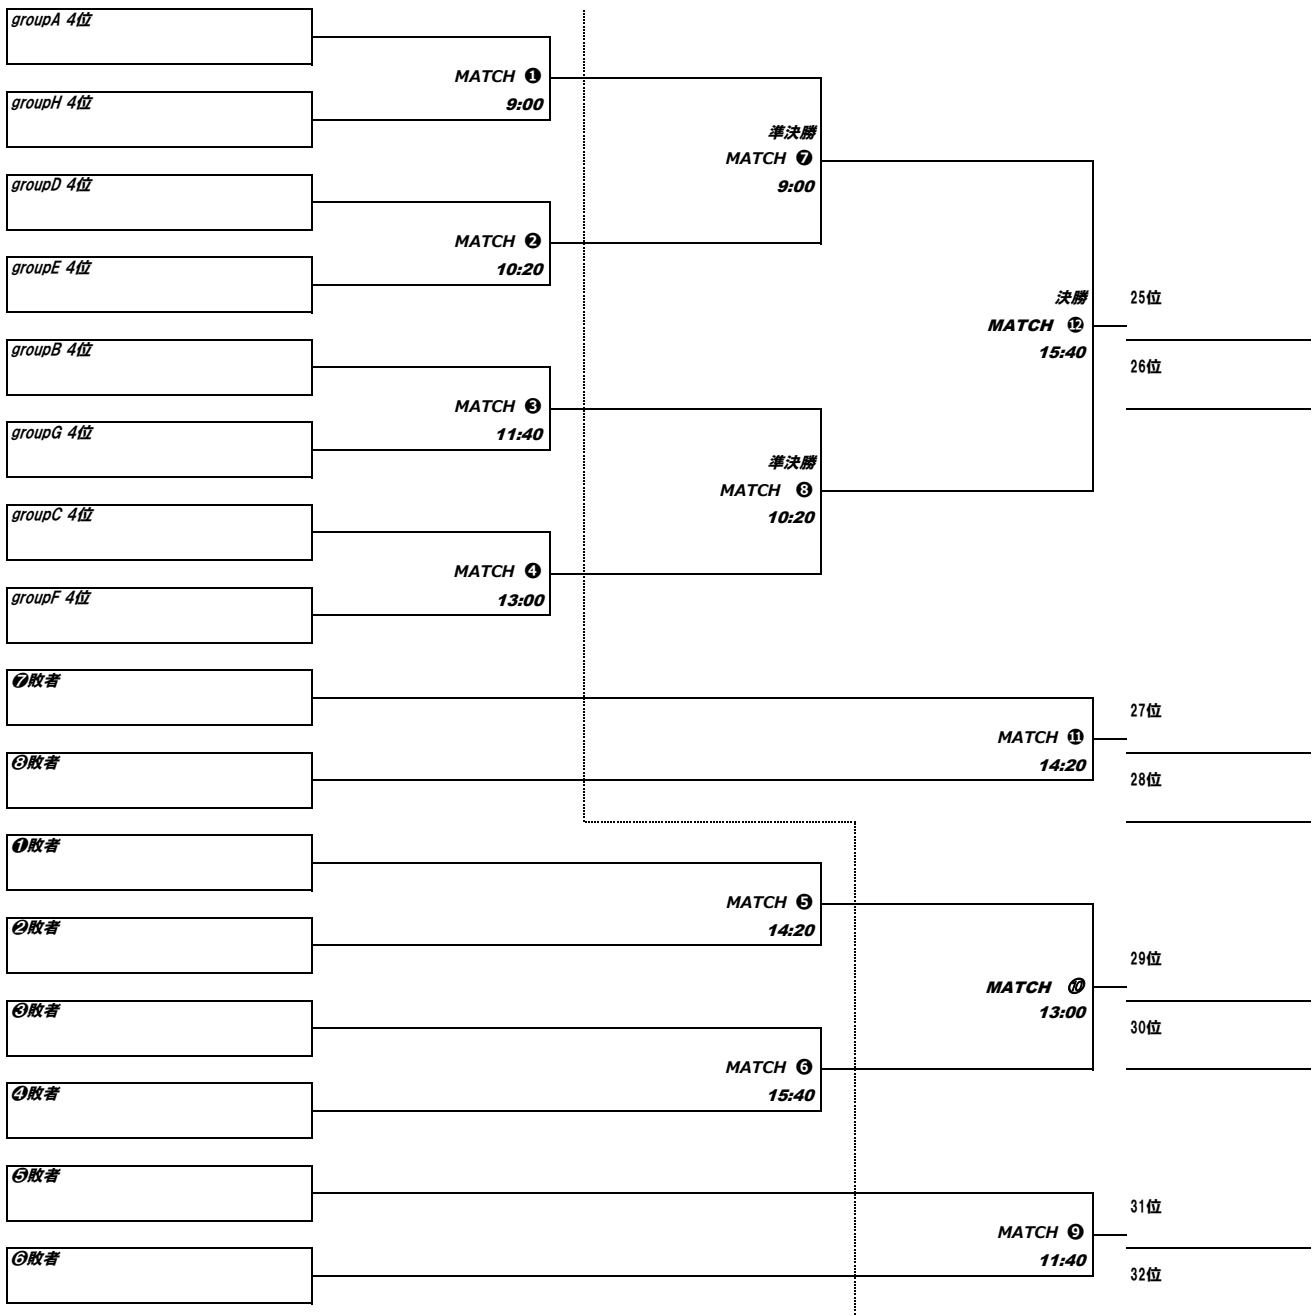 groupA 4位
MATCH ❶
9:00
groupH 4位
準決勝
MATCH ❼
9:00
groupD 4位
MATCH ❷
10:20
groupE 4位
決勝
MATCH ⓬
15:40
25位
26位
groupB 4位
MATCH ❸
11:40
groupG 4位
準決勝
MATCH ❽
10:20
groupC 4位
MATCH ❹
13:00
groupF 4位
❼敗者
MATCH ⓫
14:20
27位
28位
❽敗者
❶敗者
MATCH ❺
14:20
❷敗者
MATCH ❿
13:00
29位
30位
❸敗者
MATCH ❻
15:40
❹敗者
❺敗者
MATCH ❾
11:40
31位
32位
❻敗者